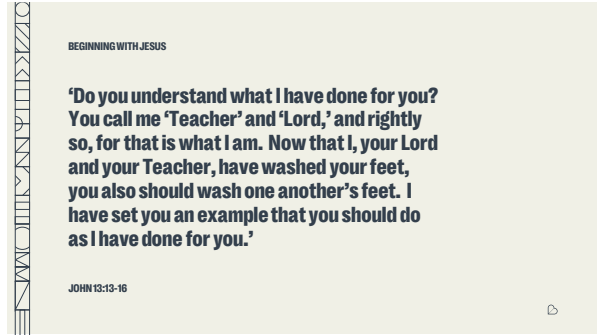 BEGINNING WITH JESUS
‘Do you understand what I have done for you?
You call me ‘Teacher’ and ‘Lord,’ and rightly
so, for that is what I am.  Now that I, your Lord
and your Teacher, have washed your feet,
you also should wash one another’s feet.  I
have set you an example that you should do
as I have done for you.’
JOHN 13:13-16